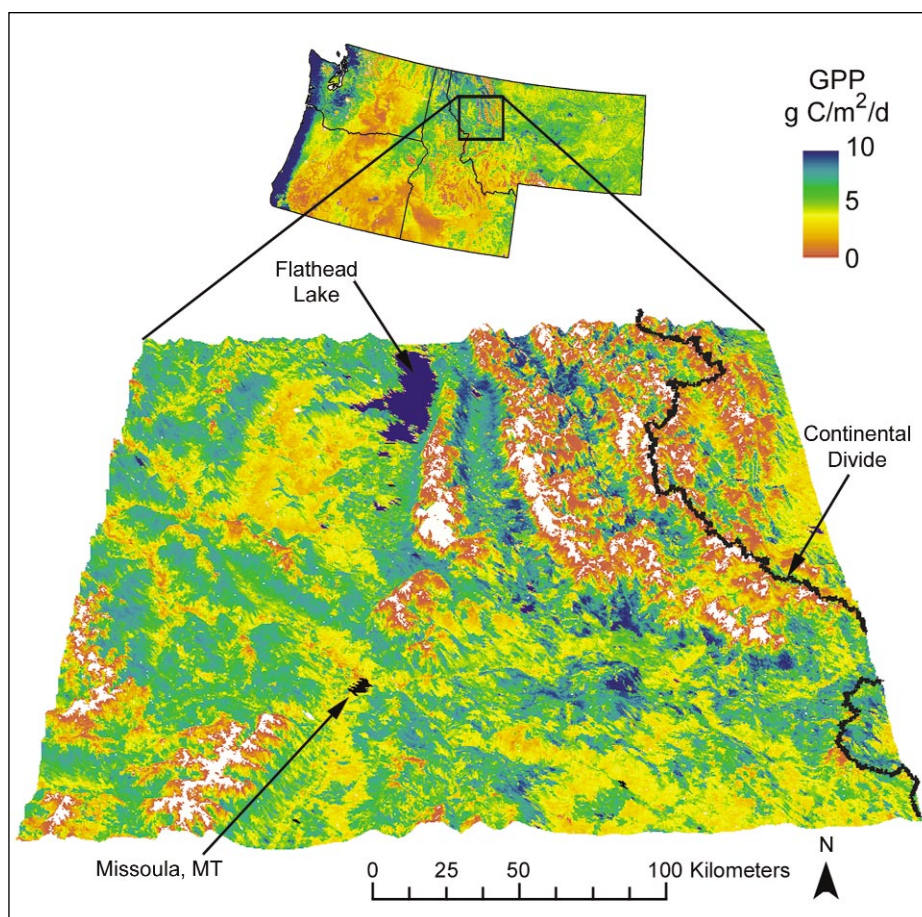 GPP
g C/m²/d
10
5
0
Flathead
Lake
Continental
Divide
Missoula, MT
N
0 25 50 100 Kilometers